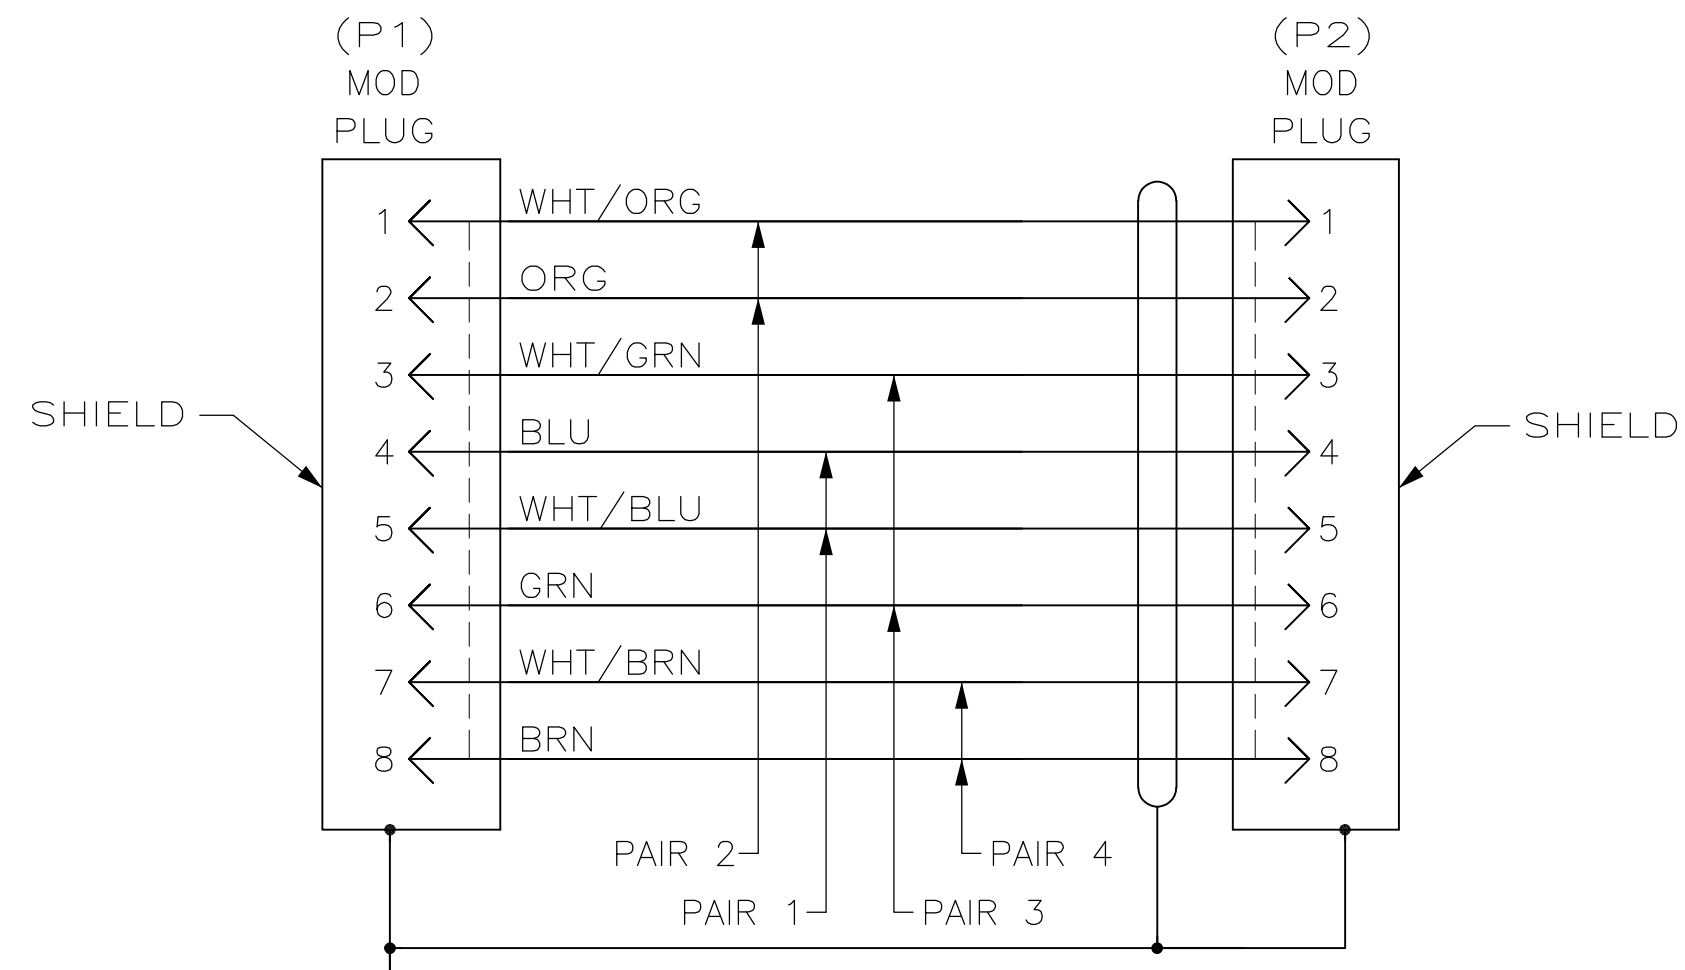 (P1)
MOD
PLUG
(P2)
MOD
PLUG
1 WHT/ORG 1
2 ORG 2
3 WHT/GRN 3
SHIELD
4 BLU 4
SHIELD
5 WHT/BLU 5
6 GRN 6
7 WHT/BRN 7
8 BRN 8
PAIR 2
PAIR 4
PAIR 1
PAIR 3